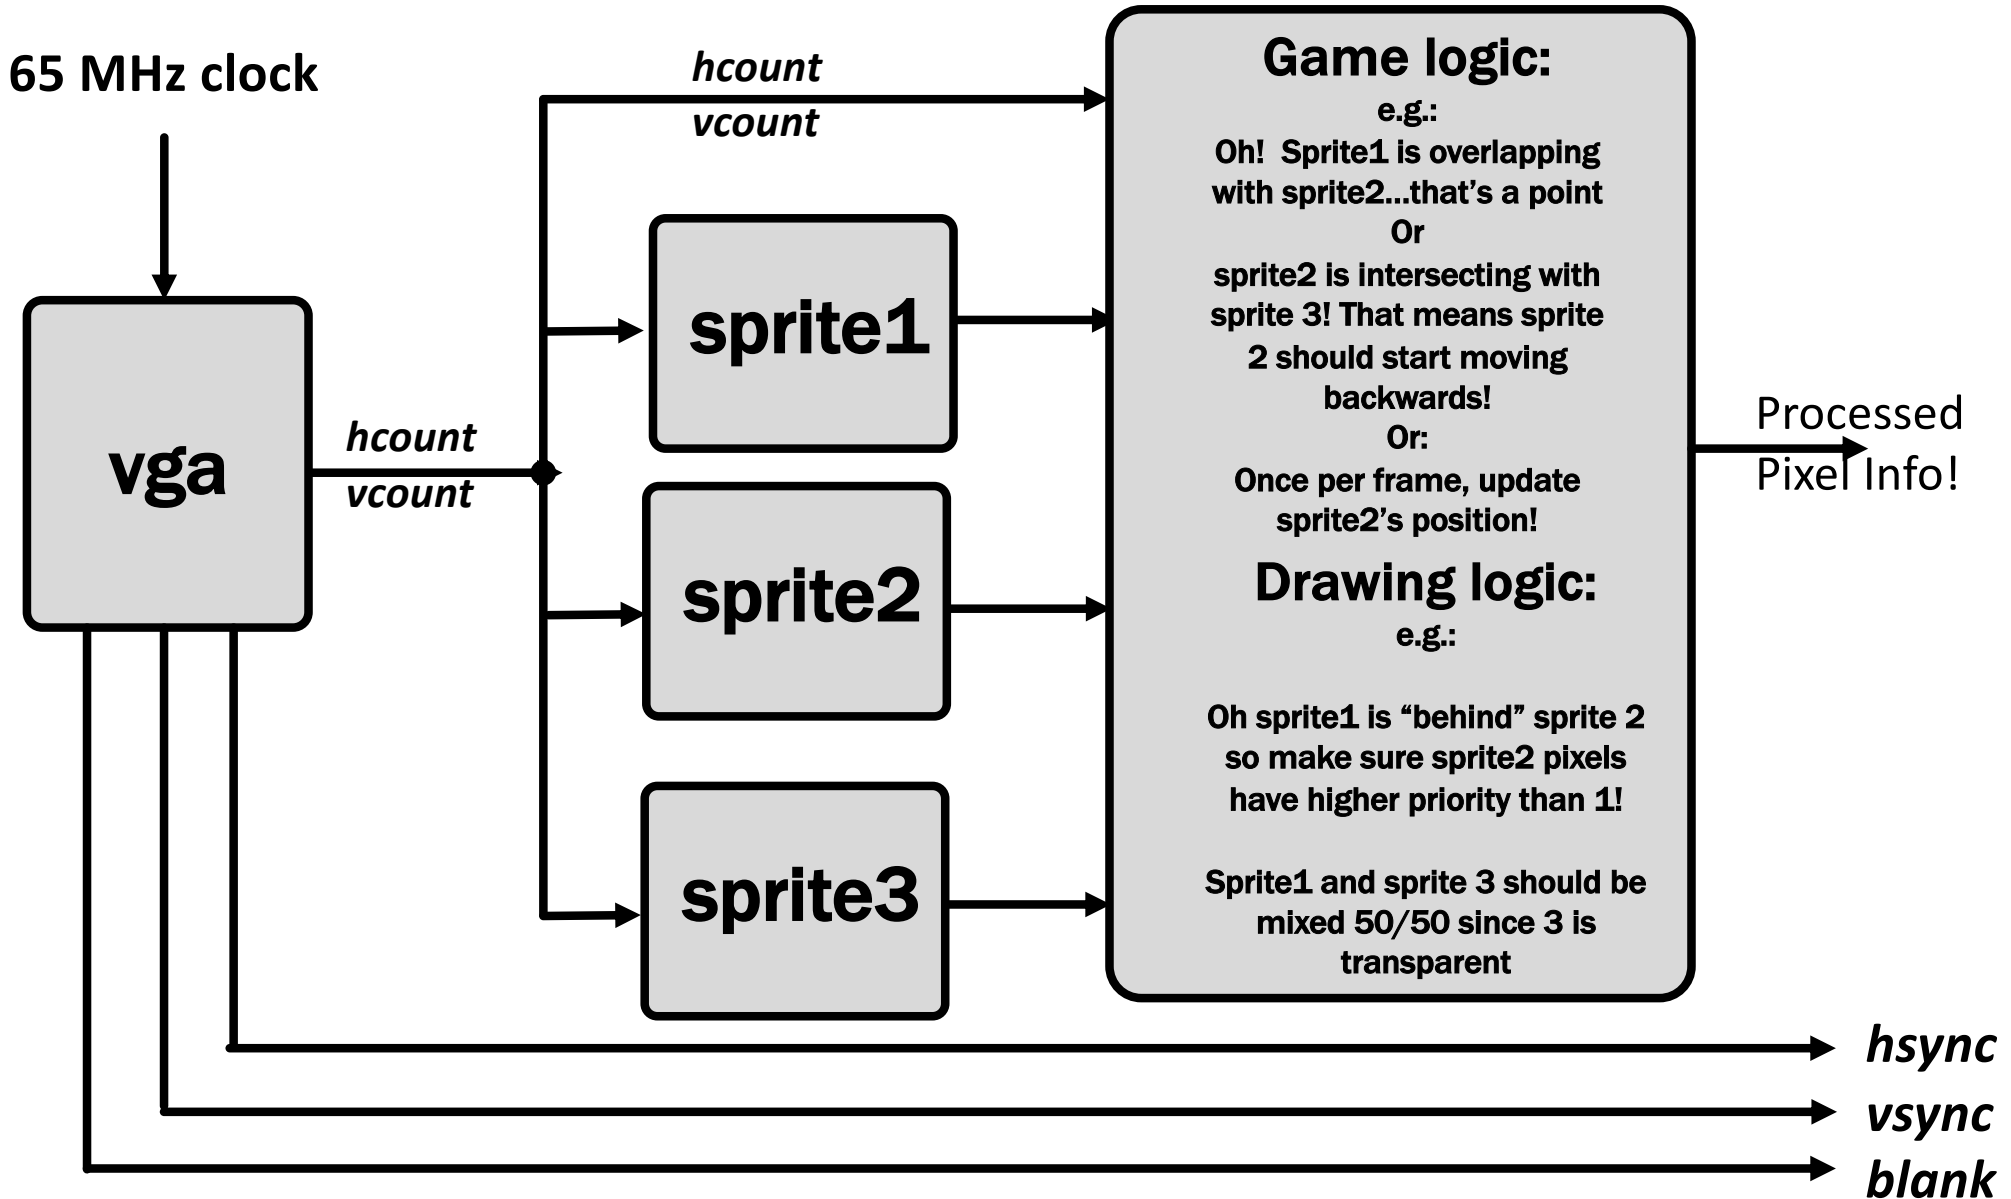 65 MHz clock
hcount
vcount
vga
hcount
vcount
sprite1
sprite2
sprite3
Game logic:
e.g.:
Oh!  Sprite1 is overlapping
with sprite2...that’s a point
Or
sprite2 is intersecting with
sprite 3! That means sprite
2 should start moving
backwards!
Or:
Once per frame, update
sprite2’s position!
Drawing logic:
e.g.:
Oh sprite1 is “behind” sprite 2
so make sure sprite2 pixels
have higher priority than 1!
Sprite1 and sprite 3 should be
mixed 50/50 since 3 is
transparent
Processed
Pixel Info!
hsync
vsync
blank